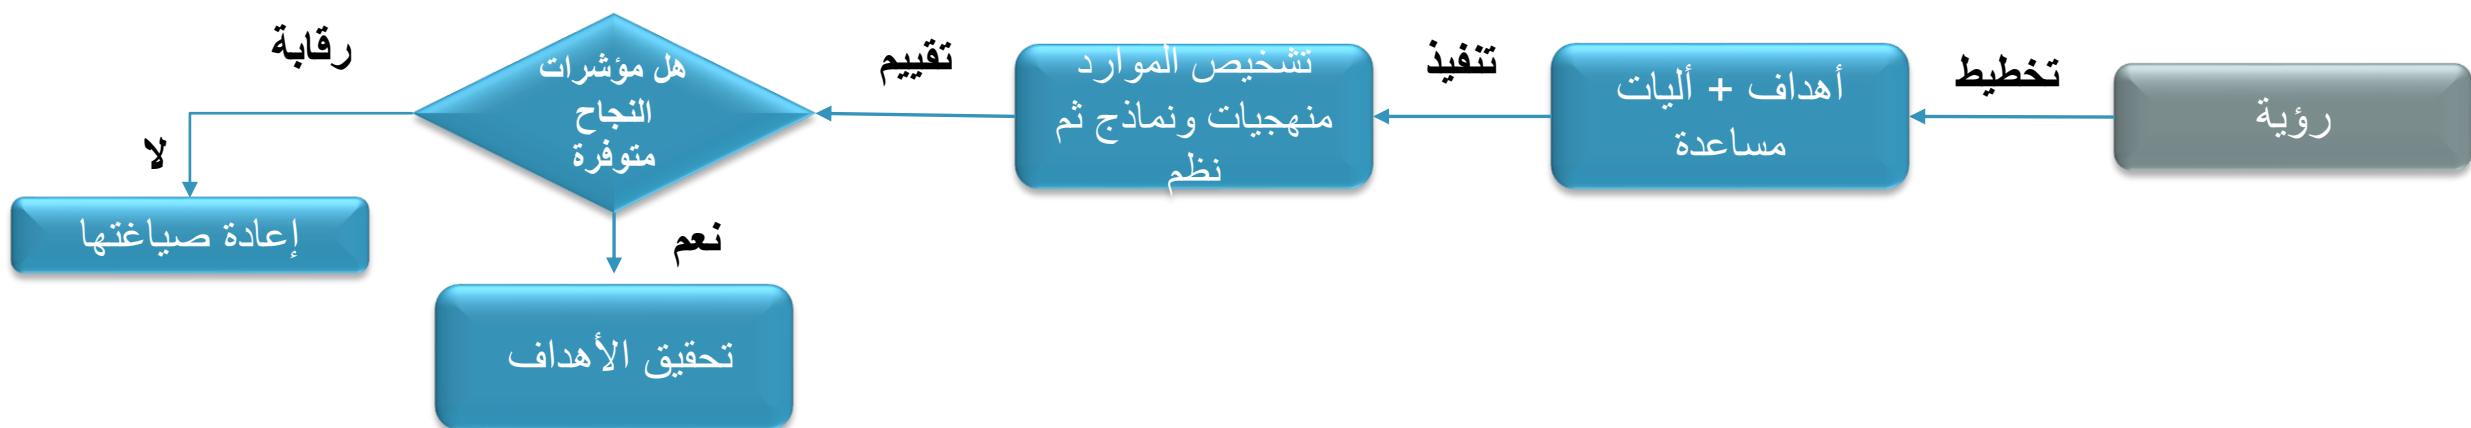 رؤية
تخطيط
أهداف + أليات
مساعدة
تنفيذ
تشخيص الموارد
منهجيات ونماذج ثم
نظم
تقييم
هل مؤشرات
النجاح
متوفرة
رقابة
لا
إعادة صياغتها
نعم
تحقيق الأهداف